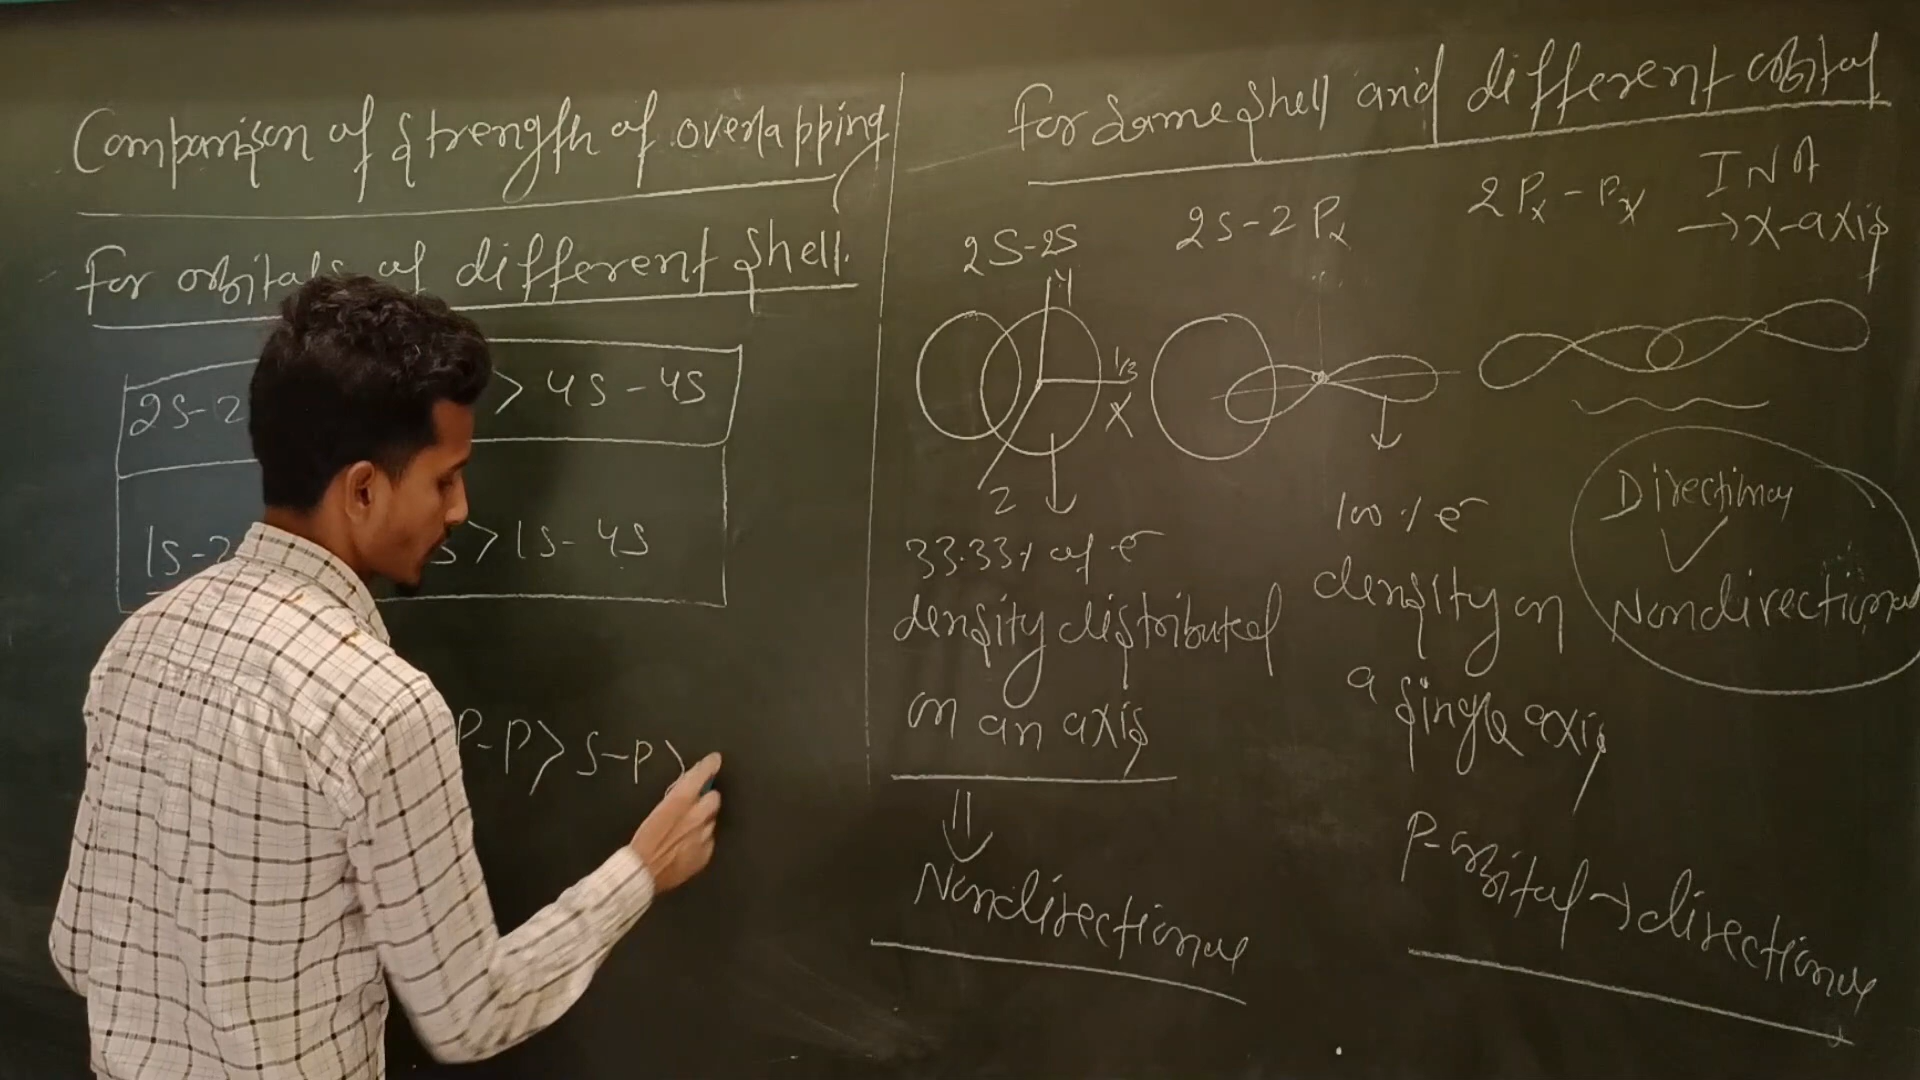 Comparison of strength of overlapping
For orbitals of different shell.
2S-2 > 4S-4S
1S-2 S > 1S-4S
P-P > S-P >
For same shell and different orbital
2S-2S 2S-2Px 2Px-Px INA
→ X-axis
Y
1/3
X
Z
33.33% of e-
density distributed
on an axis
Nondirectional
100% e-
density on
a single axis
P-orbital → directional
Directional
Nondirectional